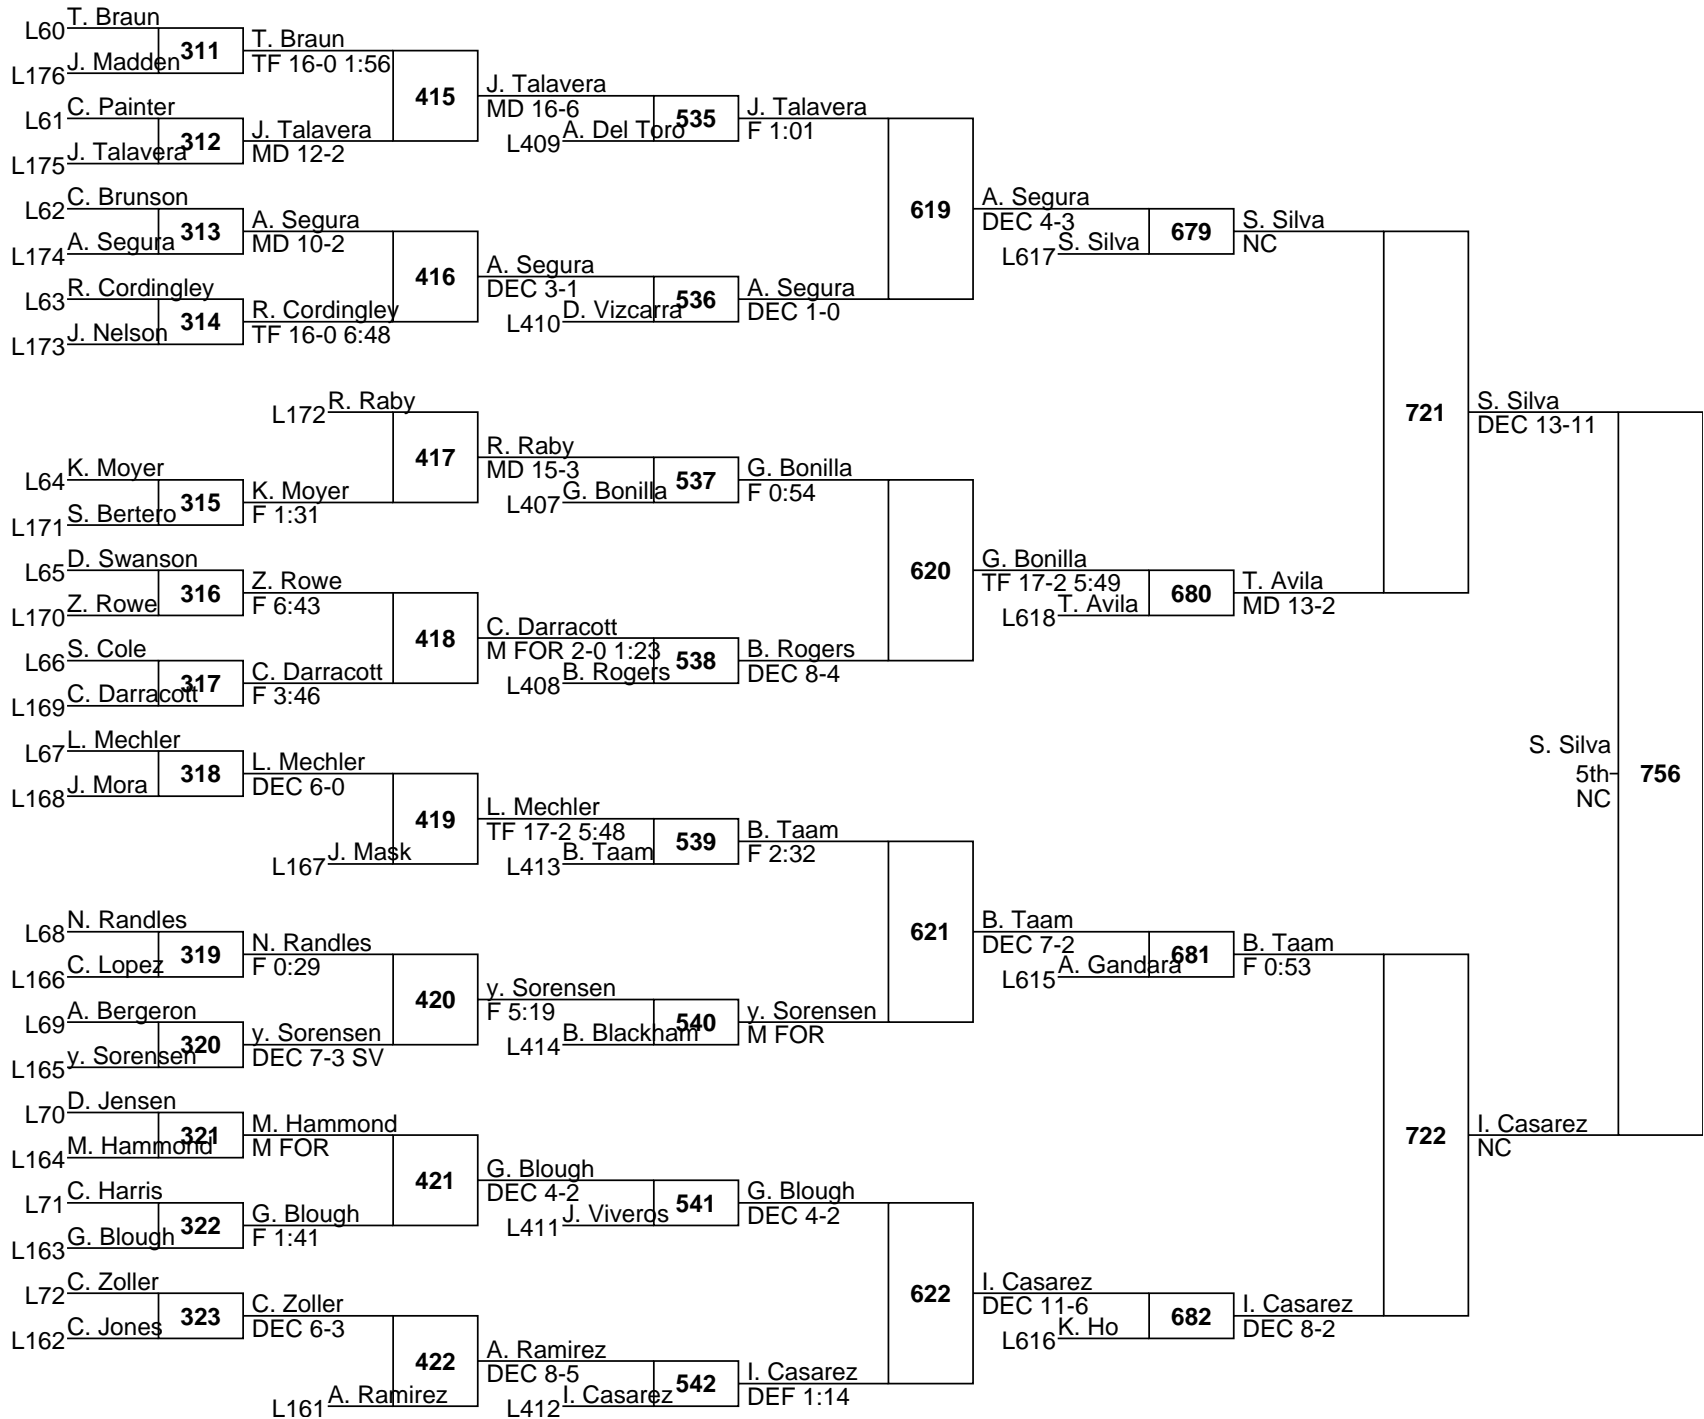 L60 T. Braun
311
L176 J. Madden
T. Braun
TF 16-0 1:56
L61 C. Painter
312
L175 J. Talavera
J. Talavera
MD 12-2
415
J. Talavera
MD 16-6
L409 A. Del Toro
535
J. Talavera
F 1:01
L62 C. Brunson
313
L174 A. Segura
A. Segura
MD 10-2
L63 R. Cordingley
314
L173 J. Nelson
R. Cordingley
TF 16-0 6:48
416
A. Segura
DEC 3-1
L410 D. Vizcarra
536
A. Segura
DEC 1-0
619
A. Segura
DEC 4-3
L617 S. Silva
679
S. Silva
NC
L172 R. Raby
L64 K. Moyer
315
L171 S. Bertero
K. Moyer
F 1:31
417
R. Raby
MD 15-3
L407 G. Bonilla
537
G. Bonilla
F 0:54
L65 D. Swanson
316
L170 Z. Rowe
Z. Rowe
F 6:43
L66 S. Cole
317
L169 C. Darracott
C. Darracott
F 3:46
418
C. Darracott
M FOR 2-0 1:23
L408 B. Rogers
538
B. Rogers
DEC 8-4
620
G. Bonilla
TF 17-2 5:49
L618 T. Avila
680
T. Avila
MD 13-2
721
S. Silva
DEC 13-11
L67 L. Mechler
318
L168 J. Mora
L. Mechler
DEC 6-0
L167 J. Mask
419
L. Mechler
TF 17-2 5:48
L413 B. Taam
539
B. Taam
F 2:32
L68 N. Randles
319
L166 C. Lopez
N. Randles
F 0:29
L69 A. Bergeron
320
L165 y. Sorensen
y. Sorensen
DEC 7-3 SV
420
y. Sorensen
F 5:19
L414 B. Blackham
540
y. Sorensen
M FOR
621
B. Taam
DEC 7-2
L615 A. Gandara
681
B. Taam
F 0:53
L70 D. Jensen
321
L164 M. Hammond
M. Hammond
M FOR
L71 C. Harris
322
L163 G. Blough
G. Blough
F 1:41
421
G. Blough
DEC 4-2
L411 J. Viveros
541
G. Blough
DEC 4-2
L72 C. Zoller
323
L162 C. Jones
C. Zoller
DEC 6-3
L161 A. Ramirez
422
A. Ramirez
DEC 8-5
L412 I. Casarez
542
I. Casarez
DEF 1:14
622
I. Casarez
DEC 11-6
L616 K. Ho
682
I. Casarez
DEC 8-2
722
I. Casarez
NC
S. Silva
5th
NC
756